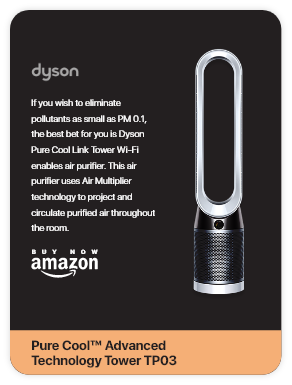 dyson
If you wish to eliminate
pollutants as small as PM 0.1,
the best bet for you is Dyson
Pure Cool Link Tower Wi-Fi
enables air purifier. This air
purifier uses Air Multiplier
technology to project and
circulate purified air throughout
the room.
BUY NOW
amazon
Pure Cool™ Advanced
Technology Tower TP03